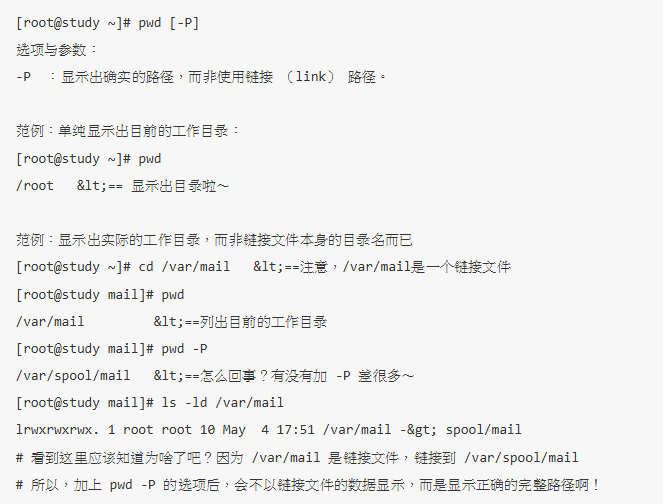 [root@study ~]# pwd [-P]
选项与参数：
-P  ：显示出确实的路径，而非使用链接 （link） 路径。
范例：单纯显示出目前的工作目录：
[root@study ~]# pwd
/root   &lt;== 显示出目录啦～
范例：显示出实际的工作目录，而非链接文件本身的目录名而已
[root@study ~]# cd /var/mail   &lt;==注意，/var/mail是一个链接文件
[root@study mail]# pwd
/var/mail         &lt;==列出目前的工作目录
[root@study mail]# pwd -P
/var/spool/mail   &lt;==怎么回事？有没有加 -P 差很多～
[root@study mail]# ls -ld /var/mail
lrwxrwxrwx. 1 root root 10 May  4 17:51 /var/mail -&gt; spool/mail
# 看到这里应该知道为啥了吧？因为 /var/mail 是链接文件，链接到 /var/spool/mail
# 所以，加上 pwd -P 的选项后，会不以链接文件的数据显示，而是显示正确的完整路径啊！